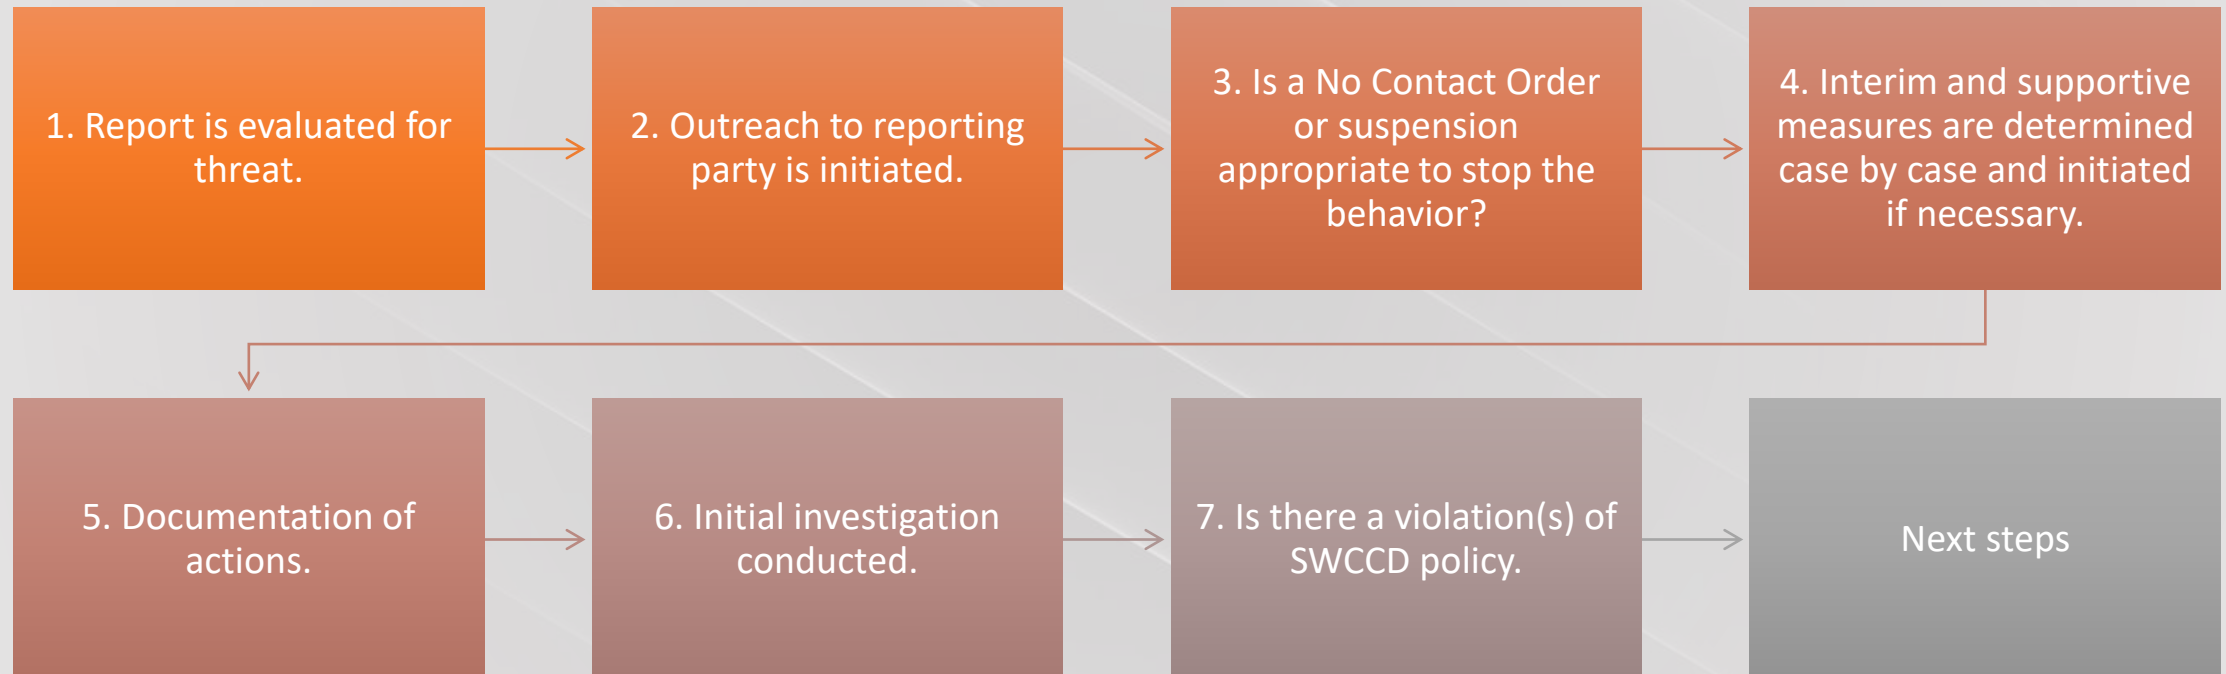 1. Report is evaluated for
threat.
2. Outreach to reporting
party is initiated.
3. Is a No Contact Order
or suspension
appropriate to stop the
behavior?
4. Interim and supportive
measures are determined
case by case and initiated
if necessary.
5. Documentation of
actions.
6. Initial investigation
conducted.
7. Is there a violation(s) of
SWCCD policy.
Next steps